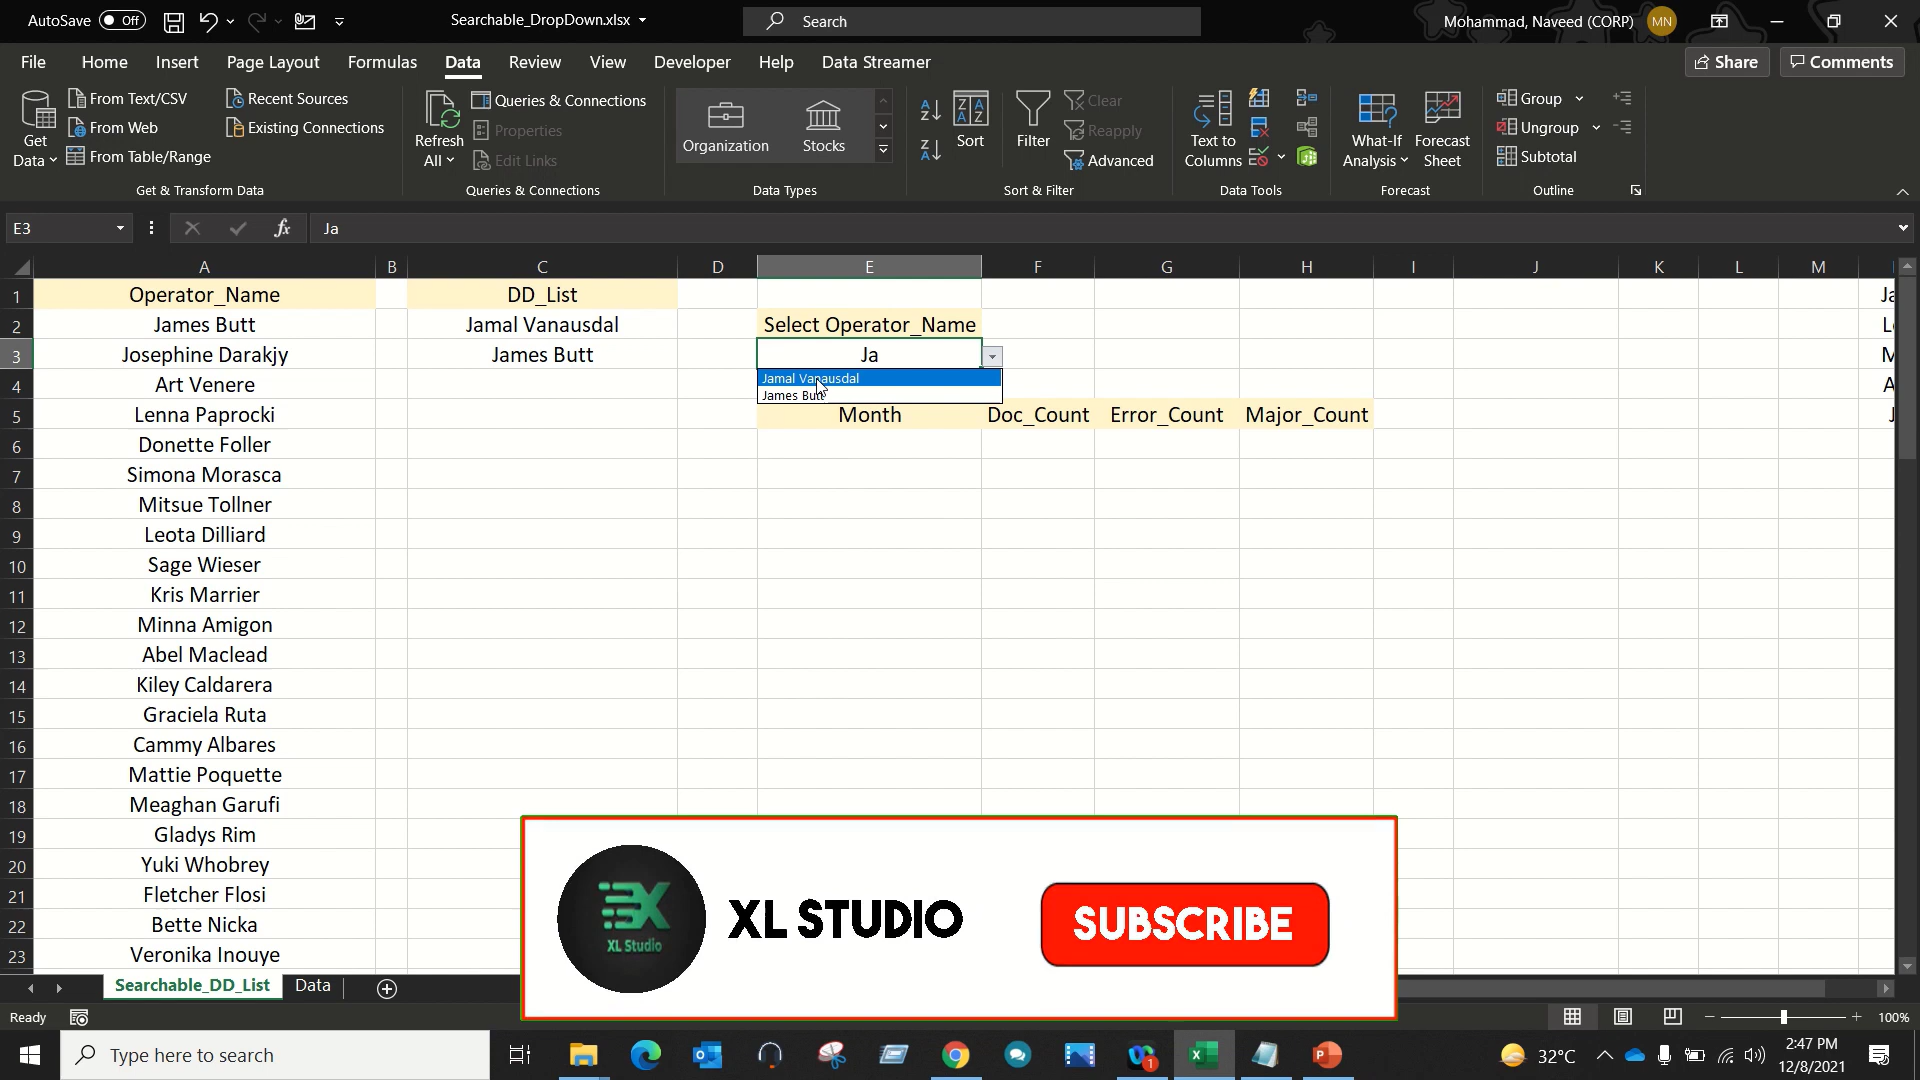 AutoSave Off
Searchable_DropDown.xlsx
Search
Mohammad, Naveed (CORP) MN
File Home Insert Page Layout Formulas Data Review View Developer Help Data Streamer
Share Comments
Get Data
From Text/CSV
From Web
From Table/Range
Recent Sources
Existing Connections
Get & Transform Data
Refresh All
Queries & Connections
Properties
Edit Links
Queries & Connections
Organization Stocks
Data Types
Sort
Filter
Clear
Reapply
Advanced
Sort & Filter
Text to Columns
Data Tools
What-If Analysis
Forecast Sheet
Forecast
Group
Ungroup
Subtotal
Outline
E3 fx Ja
A B C D E F G H I J K L M
1 Operator_Name DD_List
2 James Butt Jamal Vanausdal Select Operator_Name
3 Josephine Darakjy James Butt Ja
Jamal Vanausdal
James Butt
4 Art Venere
5 Lenna Paprocki Month Doc_Count Error_Count Major_Count
6 Donette Foller
7 Simona Morasca
8 Mitsue Tollner
9 Leota Dilliard
10 Sage Wieser
11 Kris Marrier
12 Minna Amigon
13 Abel Maclead
14 Kiley Caldarera
15 Graciela Ruta
16 Cammy Albares
17 Mattie Poquette
18 Meaghan Garufi
19 Gladys Rim
20 Yuki Whobrey
21 Fletcher Flosi
22 Bette Nicka
23 Veronika Inouye
XL Studio
XL STUDIO
SUBSCRIBE
Searchable_DD_List Data
Ready
100%
Type here to search
32°C
2:47 PM
12/8/2021